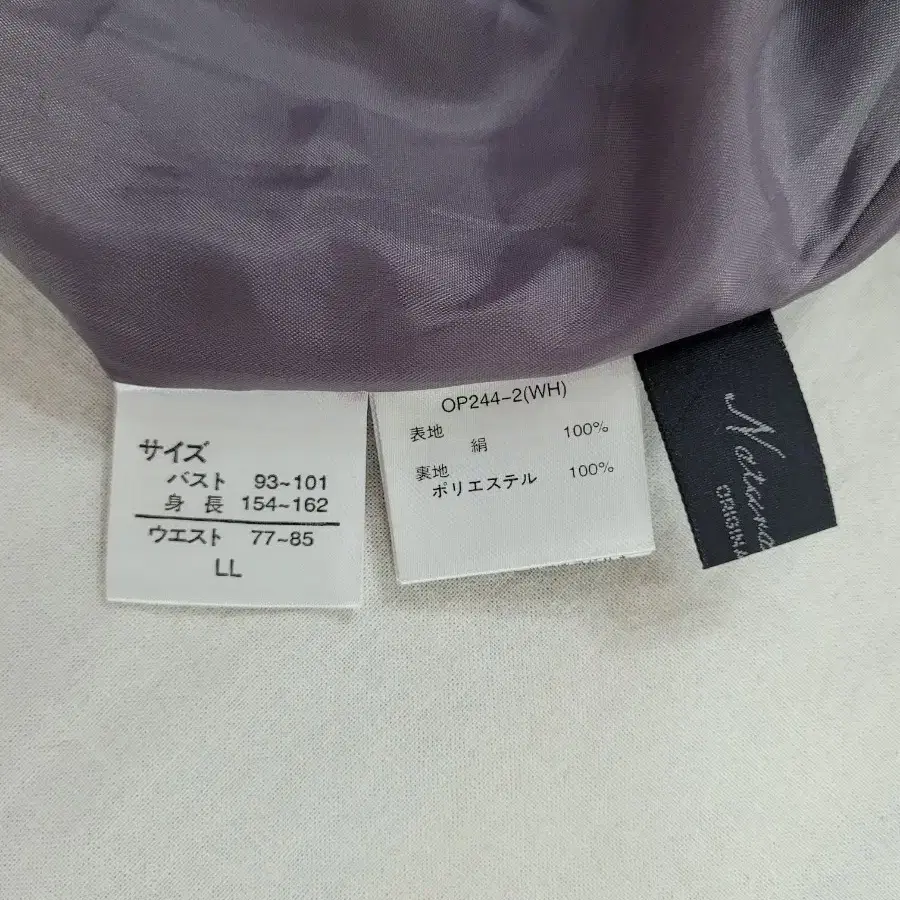 サイズ
バスト 93~101
身長 154~162
ウエスト 77~85
LL
OP244-2(WH)
表地 絹 100%
裏地 ポリエステル 100%